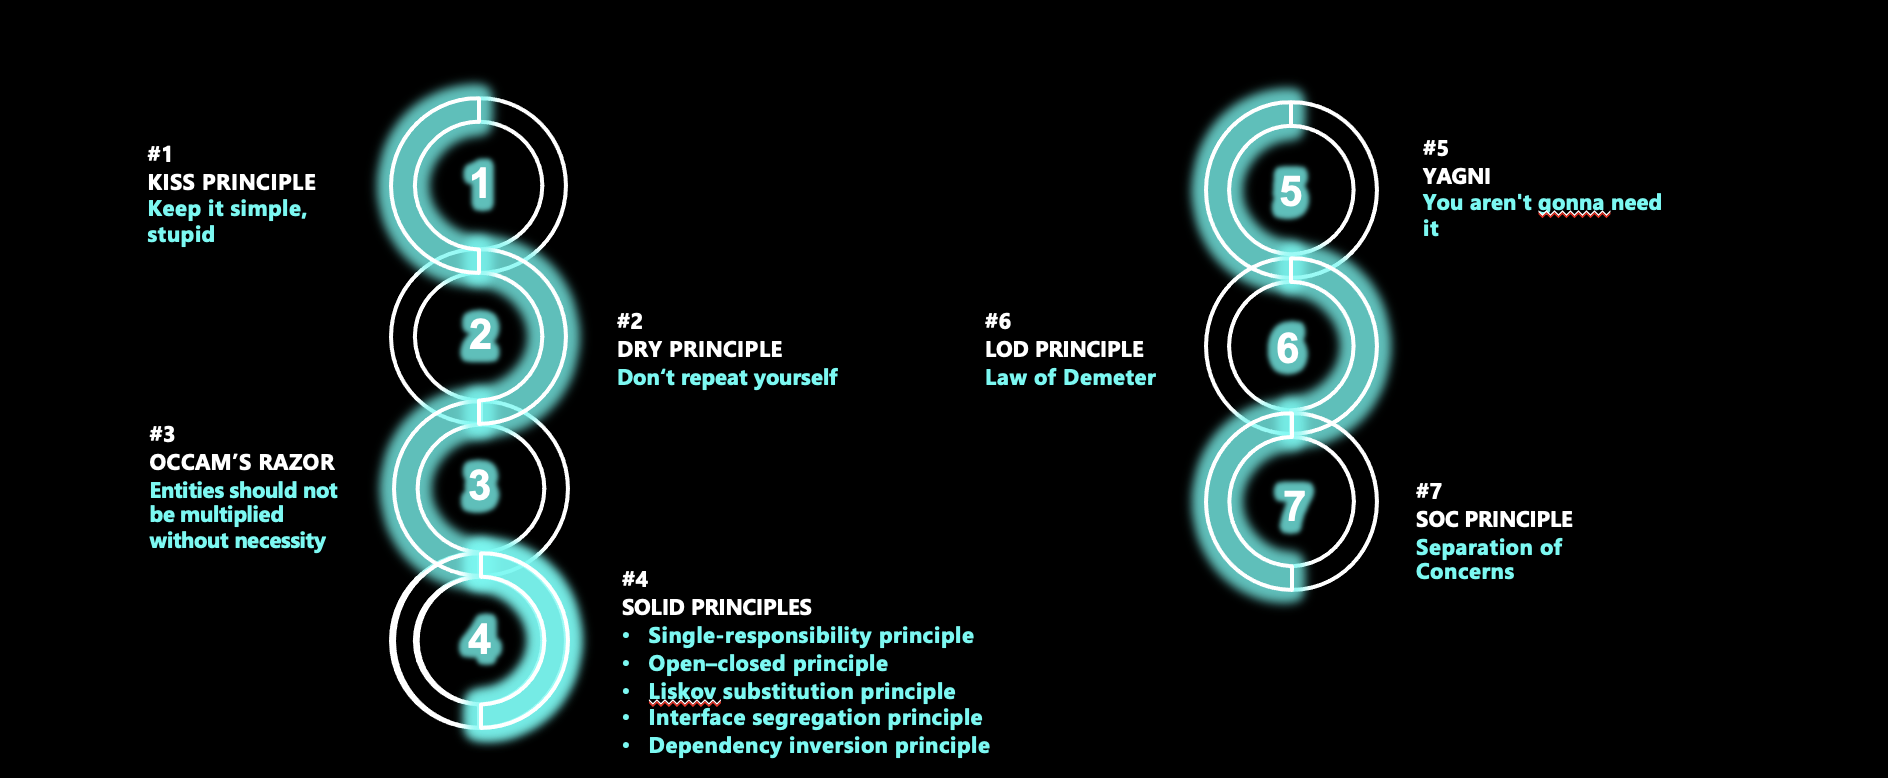 #1
KISS PRINCIPLE
Keep it simple,
stupid
1
2
#2
DRY PRINCIPLE
Don‘t repeat yourself
#3
OCCAM’S RAZOR
Entities should not
be multiplied
without necessity
3
4
#4
SOLID PRINCIPLES
• Single-responsibility principle
• Open–closed principle
• Liskov substitution principle
• Interface segregation principle
• Dependency inversion principle
5
#5
YAGNI
You aren't gonna need
it
#6
LOD PRINCIPLE
Law of Demeter
6
7
#7
SOC PRINCIPLE
Separation of
Concerns